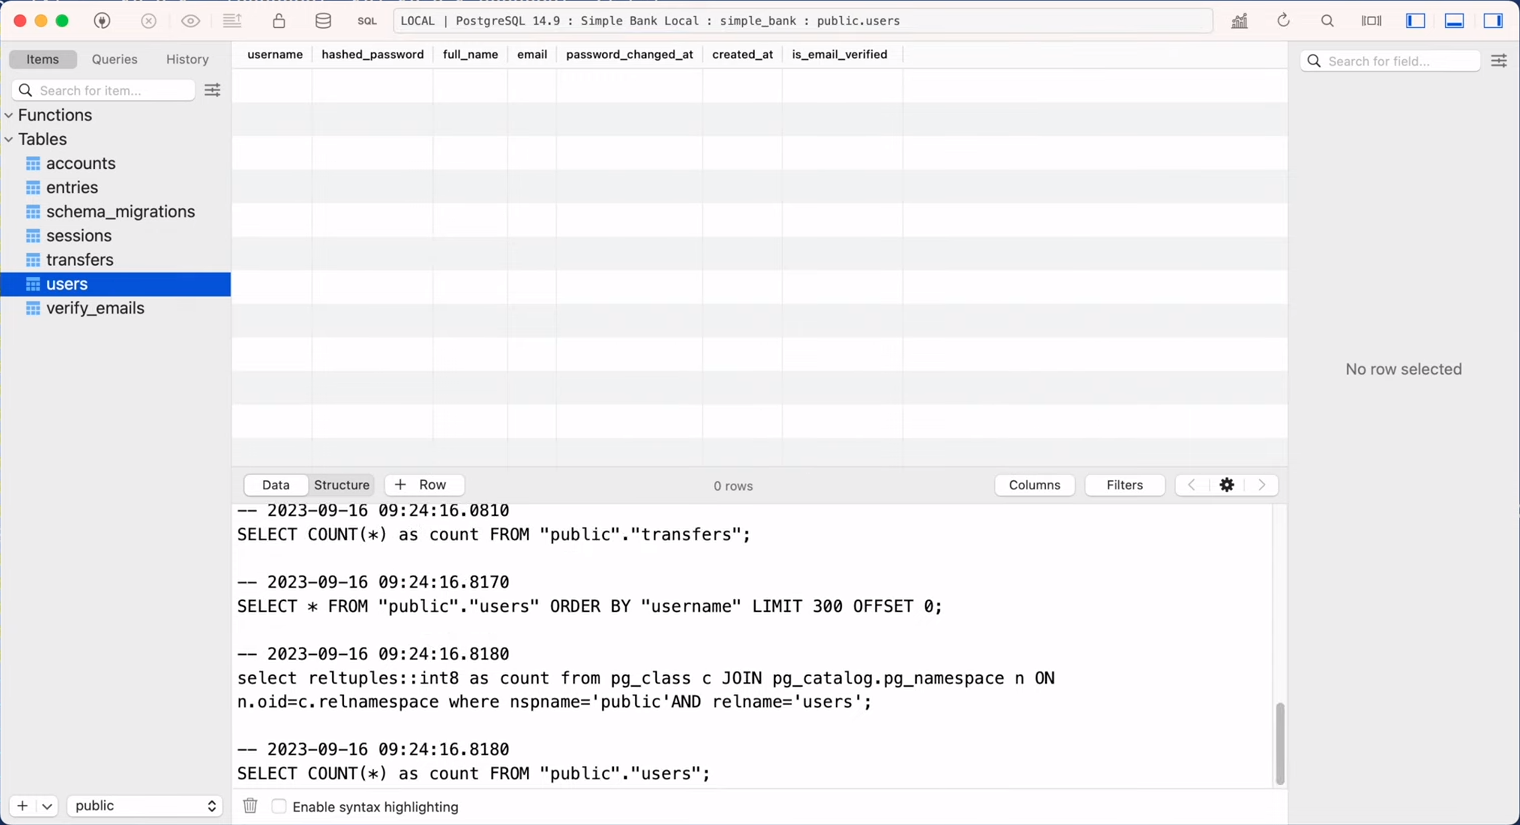 SQL
LOCAL | PostgreSQL 14.9 : Simple Bank Local : simple_bank : public.users
Items Queries History
Search for item...
Functions
Tables
accounts
entries
schema_migrations
sessions
transfers
users
verify_emails
public
username hashed_password full_name email password_changed_at created_at is_email_verified
Data Structure + Row 0 rows Columns Filters
-- 2023-09-16 09:24:16.0810
SELECT COUNT(*) as count FROM "public"."transfers";
-- 2023-09-16 09:24:16.8170
SELECT * FROM "public"."users" ORDER BY "username" LIMIT 300 OFFSET 0;
-- 2023-09-16 09:24:16.8180
select reltuples::int8 as count from pg_class c JOIN pg_catalog.pg_namespace n ON
n.oid=c.relnamespace where nspname='public'AND relname='users';
-- 2023-09-16 09:24:16.8180
SELECT COUNT(*) as count FROM "public"."users";
Enable syntax highlighting
Search for field...
No row selected